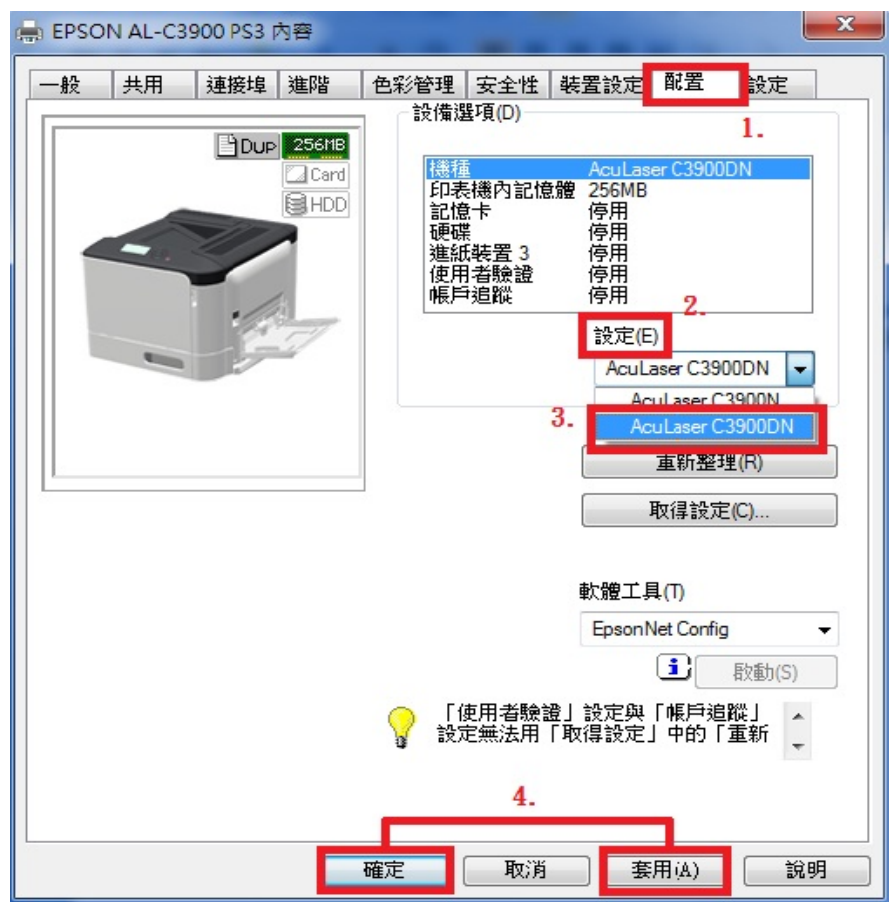 EPSON AL-C3900 PS3 內容
一般 共用 連接埠 進階 色彩管理 安全性 裝置設定 配置 設定
1.
設備選項(D)
Dup 256MB
Card
HDD
機種 AcuLaser C3900DN
印表機內記憶體 256MB
記憶卡 停用
硬碟 停用
進紙裝置 3 停用
使用者驗證 停用
帳戶追蹤 停用
2.
設定(E)
AcuLaser C3900DN
AcuLaser C3900N
3.
AcuLaser C3900DN
重新整理(R)
取得設定(C)...
軟體工具(T)
EpsonNet Config
i
啟動(S)
「使用者驗證」設定與「帳戶追蹤」
設定無法用「取得設定」中的「重新
4.
確定 取消 套用(A) 說明